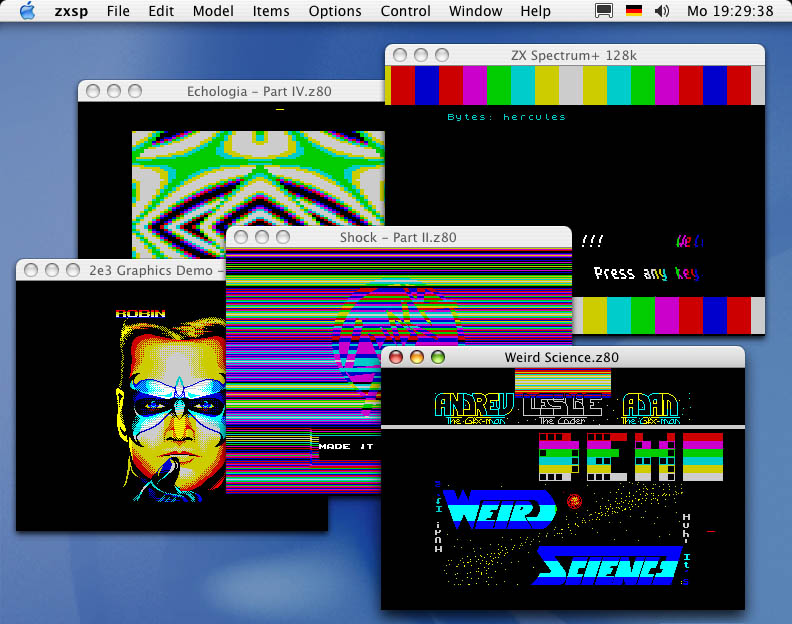 zxsp File Edit Model Items Options Control Window Help Mo 19:29:38
ZX Spectrum+ 128k
Bytes: hercules
!!!
Press any key
Echologia - Part IV.z80
Shock - Part II.z80
MADE IT
2e3 Graphics Demo -
ROBIN
Weird Science.z80
ANDREW LESLIE ADAM
The GFX-man The Coder The GFX-man
WEIRD
SCIENCE